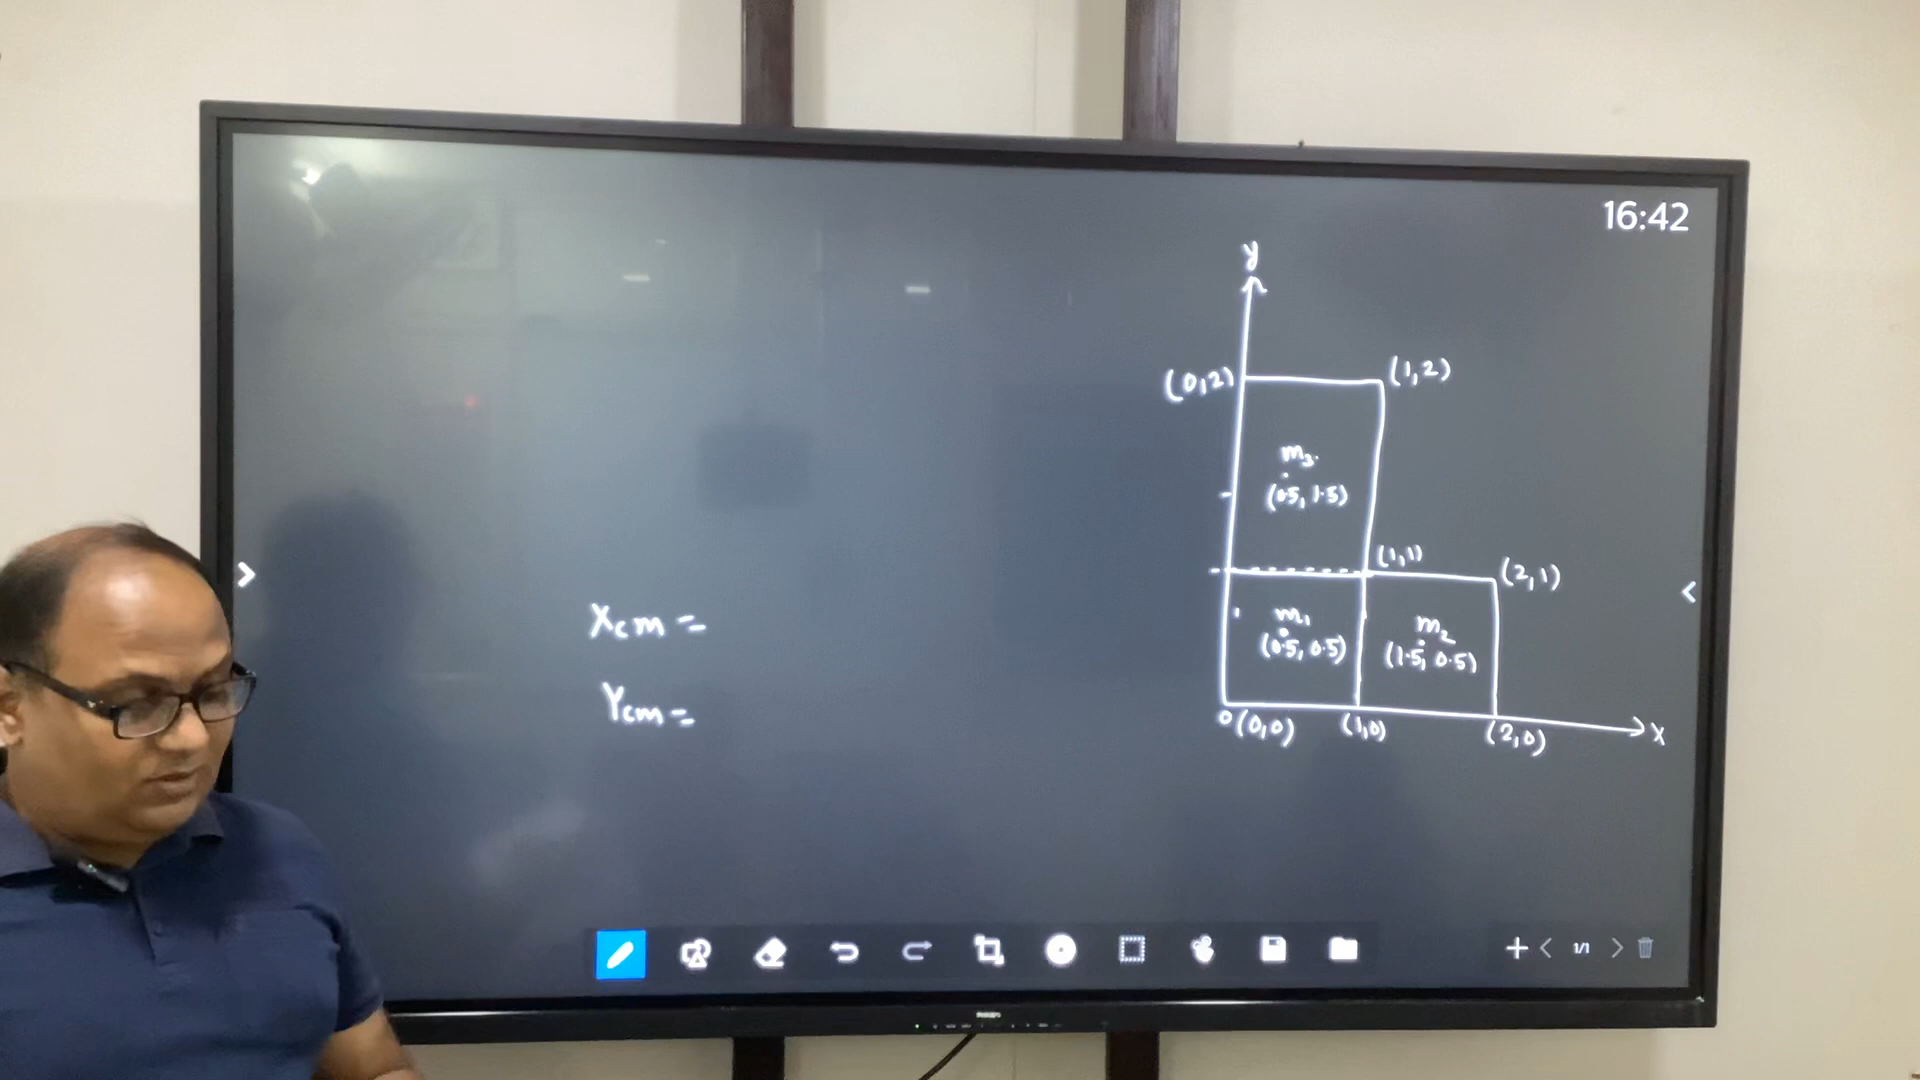 16:42
y
(0,2)
(1,2)
m₃.
(0.5, 1.5)
(1,1)
(2,1)
Xcm =
m₁
(0.5, 0.5)
m₂
(1.5, 0.5)
Ycm =
0 (0,0)
(1,0)
(2,0)
x
1/1
PHILIPS